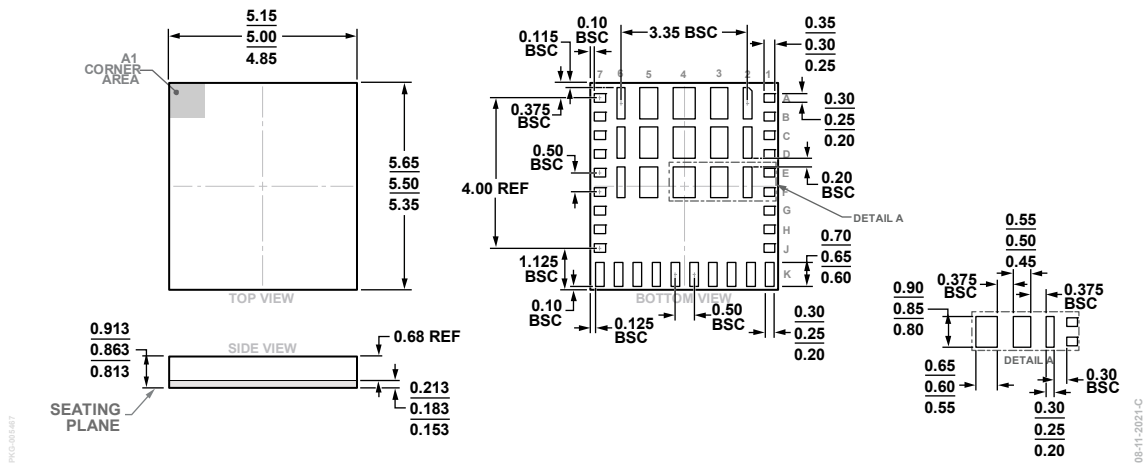 5.15
5.00
4.85
A1
CORNER
AREA
5.65
5.50
5.35
TOP VIEW
0.913
0.863
0.813
SIDE VIEW
0.68 REF
SEATING
PLANE
0.213
0.183
0.153
0.10
BSC
0.115
BSC
3.35 BSC
0.35
0.30
0.25
7 6 5 4 3 2 1
A
B
C
D
E
F
G
H
J
K
0.375
BSC
0.50
BSC
4.00 REF
1.125
BSC
0.10
BSC
0.125
BSC
BOTTOM VIEW
0.50
BSC
0.30
0.25
0.20
0.20
BSC
DETAIL A
0.70
0.65
0.60
0.30
0.25
0.20
0.55
0.50
0.45
0.90
0.85
0.80
0.375
BSC
0.375
BSC
DETAIL A
0.65
0.60
0.55
0.30
BSC
0.30
0.25
0.20
08-11-2021-C